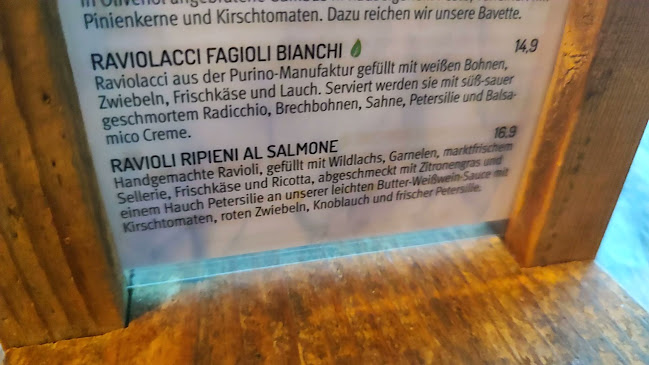 Pinienkerne und Kirschtomaten. Dazu reichen wir unsere Bavette.
RAVIOLACCI FAGIOLI BIANCHI 14,9
Raviolacci aus der Purino-Manufaktur gefüllt mit weißen Bohnen,
Zwiebeln, Frischkäse und Lauch. Serviert werden sie mit süß-sauer
geschmortem Radicchio, Brechbohnen, Sahne, Petersilie und Balsa-
mico Creme.
RAVIOLI RIPIENI AL SALMONE 16,9
Handgemachte Ravioli, gefüllt mit Wildlachs, Garnelen, marktfrischem
Sellerie, Frischkäse und Ricotta, abgeschmeckt mit Zitronengras und
einem Hauch Petersilie an unserer leichten Butter-Weißwein-Sauce mit
Kirschtomaten, roten Zwiebeln, Knoblauch und frischer Petersilie.